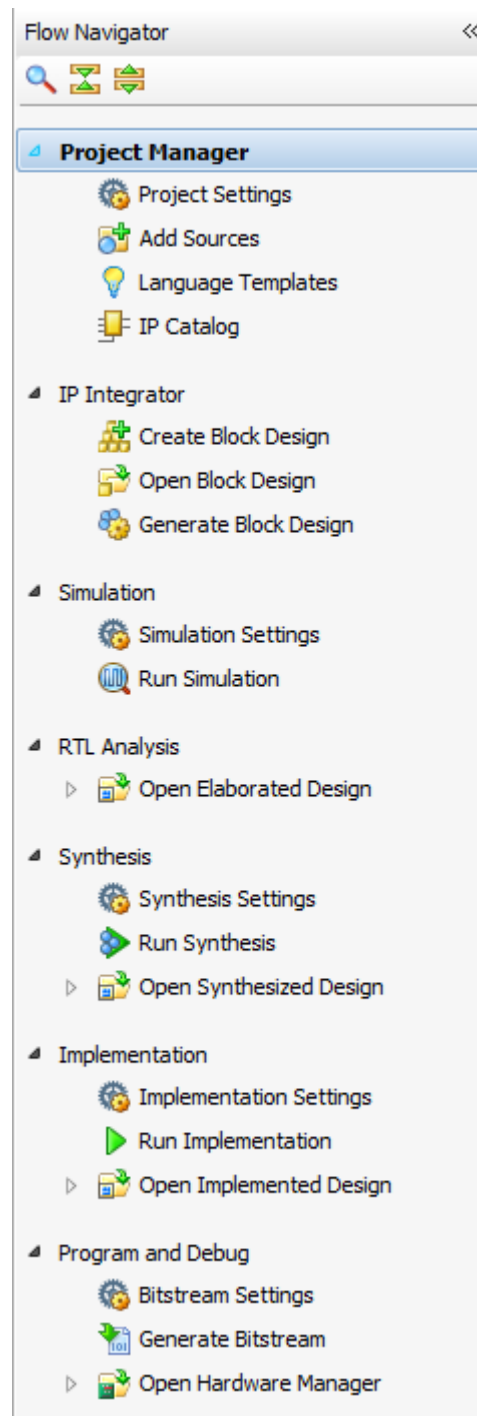 Flow Navigator
Project Manager
Project Settings
Add Sources
Language Templates
IP Catalog
IP Integrator
Create Block Design
Open Block Design
Generate Block Design
Simulation
Simulation Settings
Run Simulation
RTL Analysis
Open Elaborated Design
Synthesis
Synthesis Settings
Run Synthesis
Open Synthesized Design
Implementation
Implementation Settings
Run Implementation
Open Implemented Design
Program and Debug
Bitstream Settings
Generate Bitstream
Open Hardware Manager